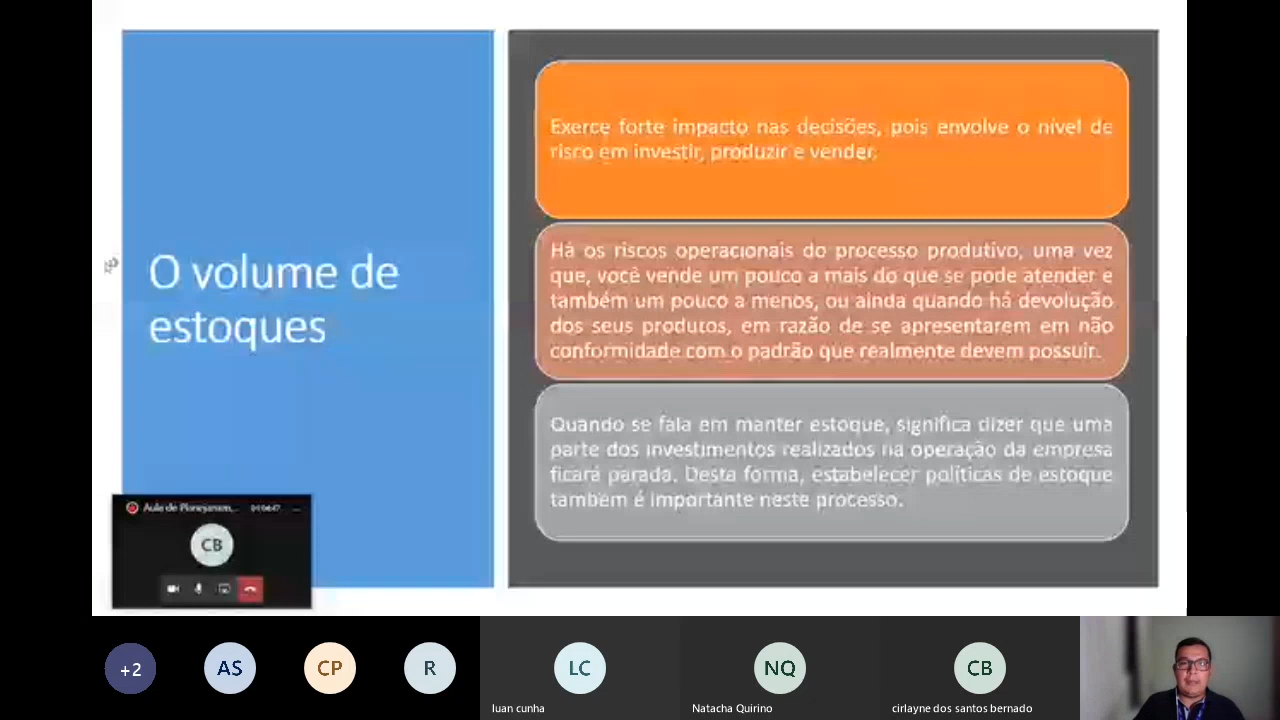 O volume de
estoques
Exerce forte impacto nas decisões, pois envolve o nível de
risco em investir, produzir e vender.
Há os riscos operacionais do processo produtivo, uma vez
que, você vende um pouco a mais do que se pode atender e
também um pouco a menos, ou ainda quando há devolução
dos seus produtos, em razão de se apresentarem em não
conformidade com o padrão que realmente devem possuir.
Quando se fala em manter estoque, significa dizer que uma
parte dos investimentos realizados na operação da empresa
ficará parada. Desta forma, estabelecer políticas de estoque
também é importante neste processo.
Aula de
CB
+2
AS
CP
R
LC
luan cunha
NQ
Natacha Quirino
CB
cirlayne dos santos bernado